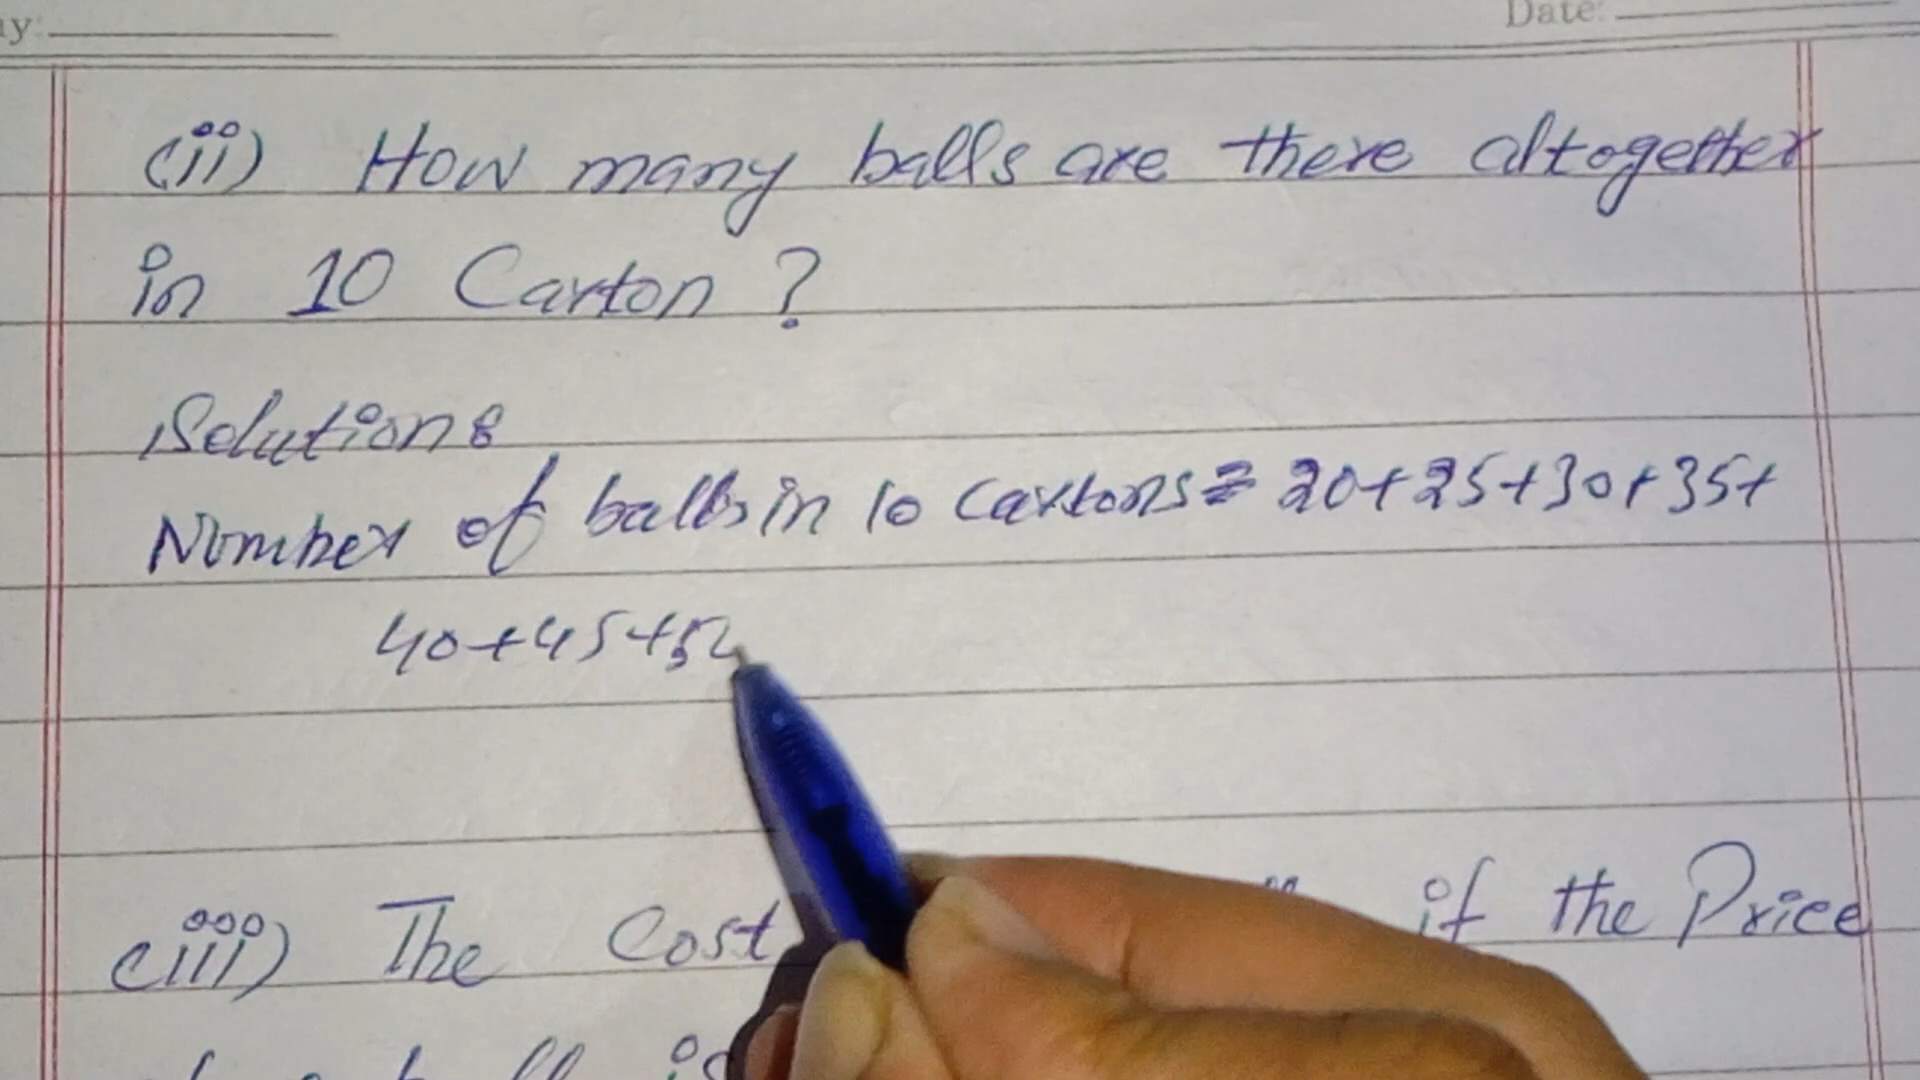 Date:
(ii) How many balls are there altogether
in 10 Carton ?
Solution:
Number of balls in 10 cartons = 20+25+30+35+
40+45+5
(iii) The Cost if the Price